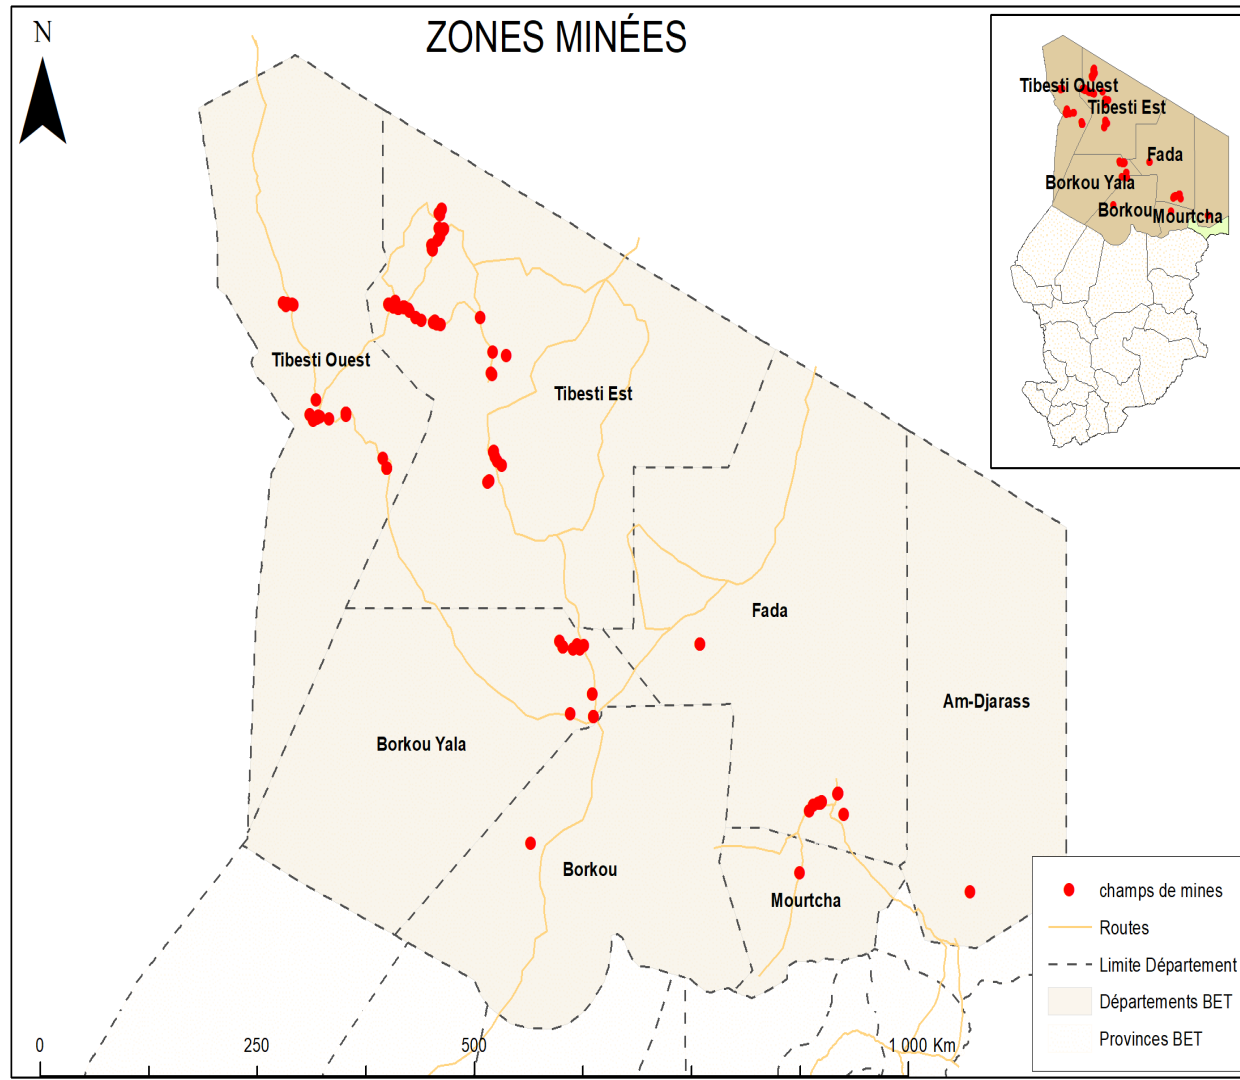 ZONES MINÉES
N
Tibesti Ouest
Tibesti Est
Fada
Borkou Yala
Borkou
Mourtcha
Tibesti Ouest
Tibesti Est
Fada
Am-Djarass
Borkou Yala
Borkou
Mourtcha
champs de mines
Routes
Limite Département
Départements BET
Provinces BET
0 250 500 1 000 Km